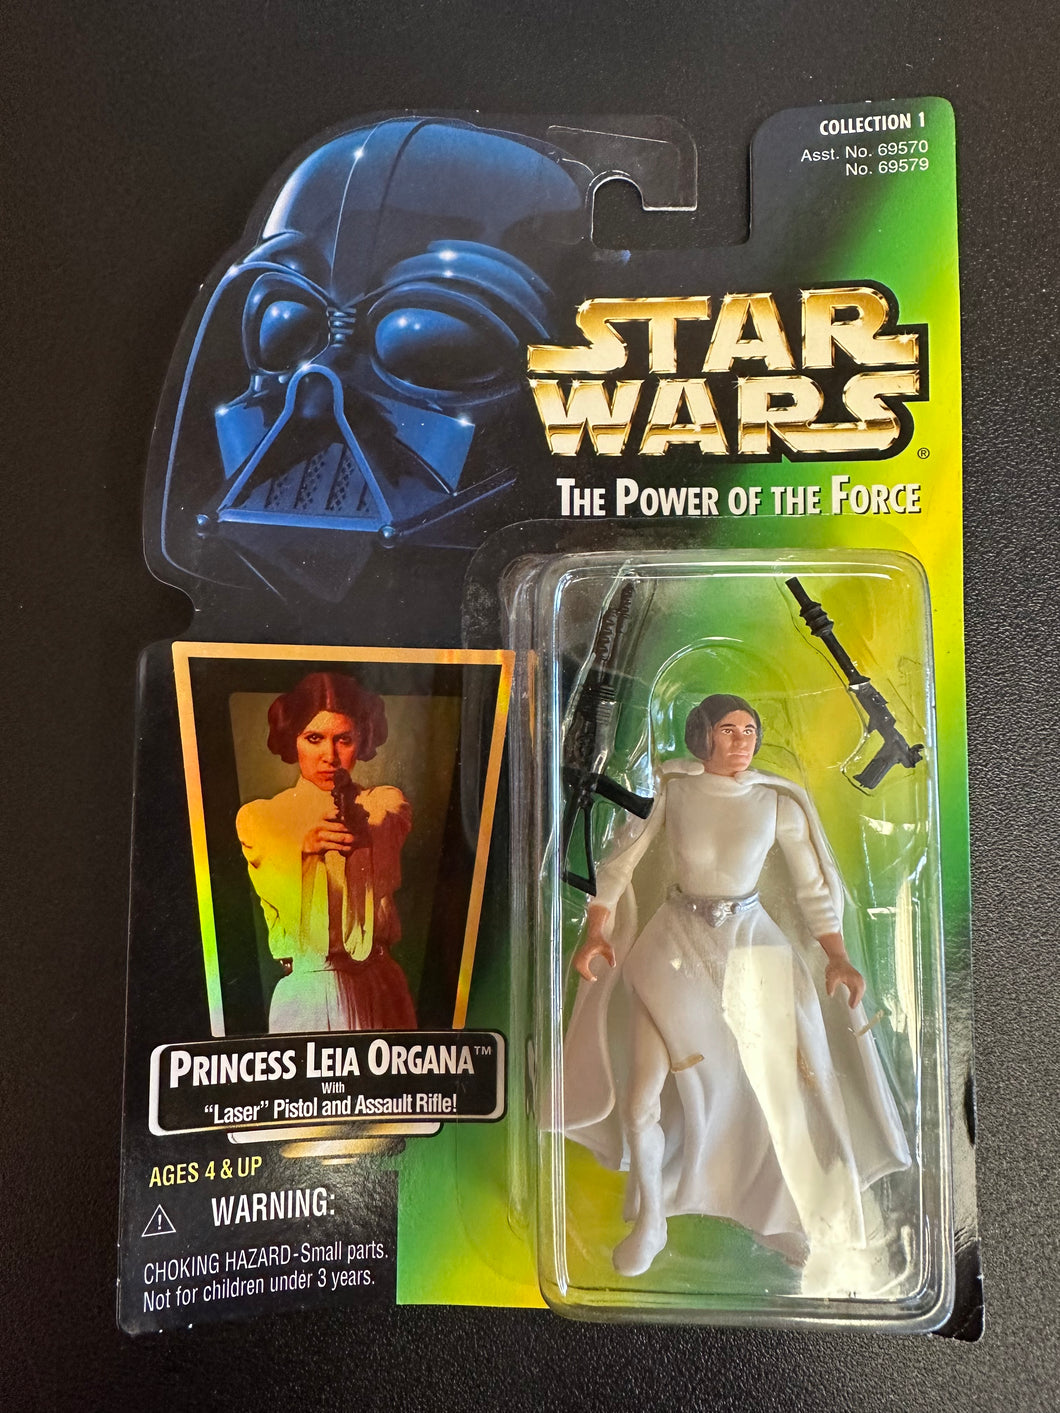 COLLECTION 1
Asst. No. 69570
No. 69579
STAR
WARS®
THE POWER OF THE FORCE
PRINCESS LEIA ORGANA™
With
“Laser” Pistol and Assault Rifle!
AGES 4 & UP
! WARNING:
CHOKING HAZARD-Small parts.
Not for children under 3 years.